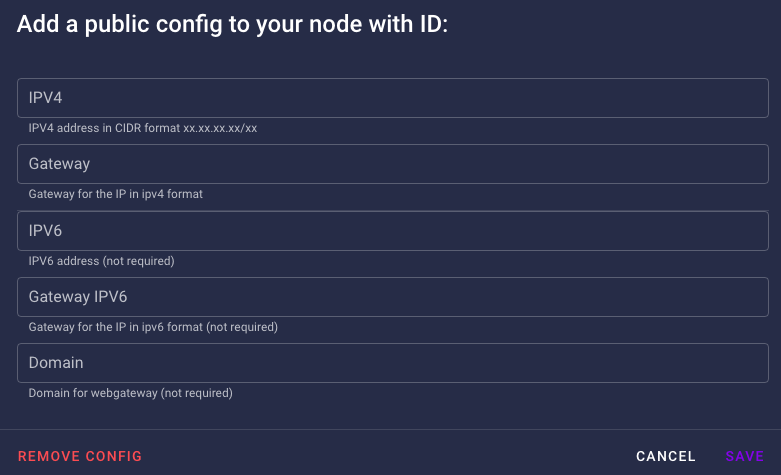 Add a public config to your node with ID:
IPV4
IPV4 address in CIDR format xx.xx.xx.xx/xx
Gateway
Gateway for the IP in ipv4 format
IPV6
IPV6 address (not required)
Gateway IPV6
Gateway for the IP in ipv6 format (not required)
Domain
Domain for webgateway (not required)
REMOVE CONFIG CANCEL SAVE